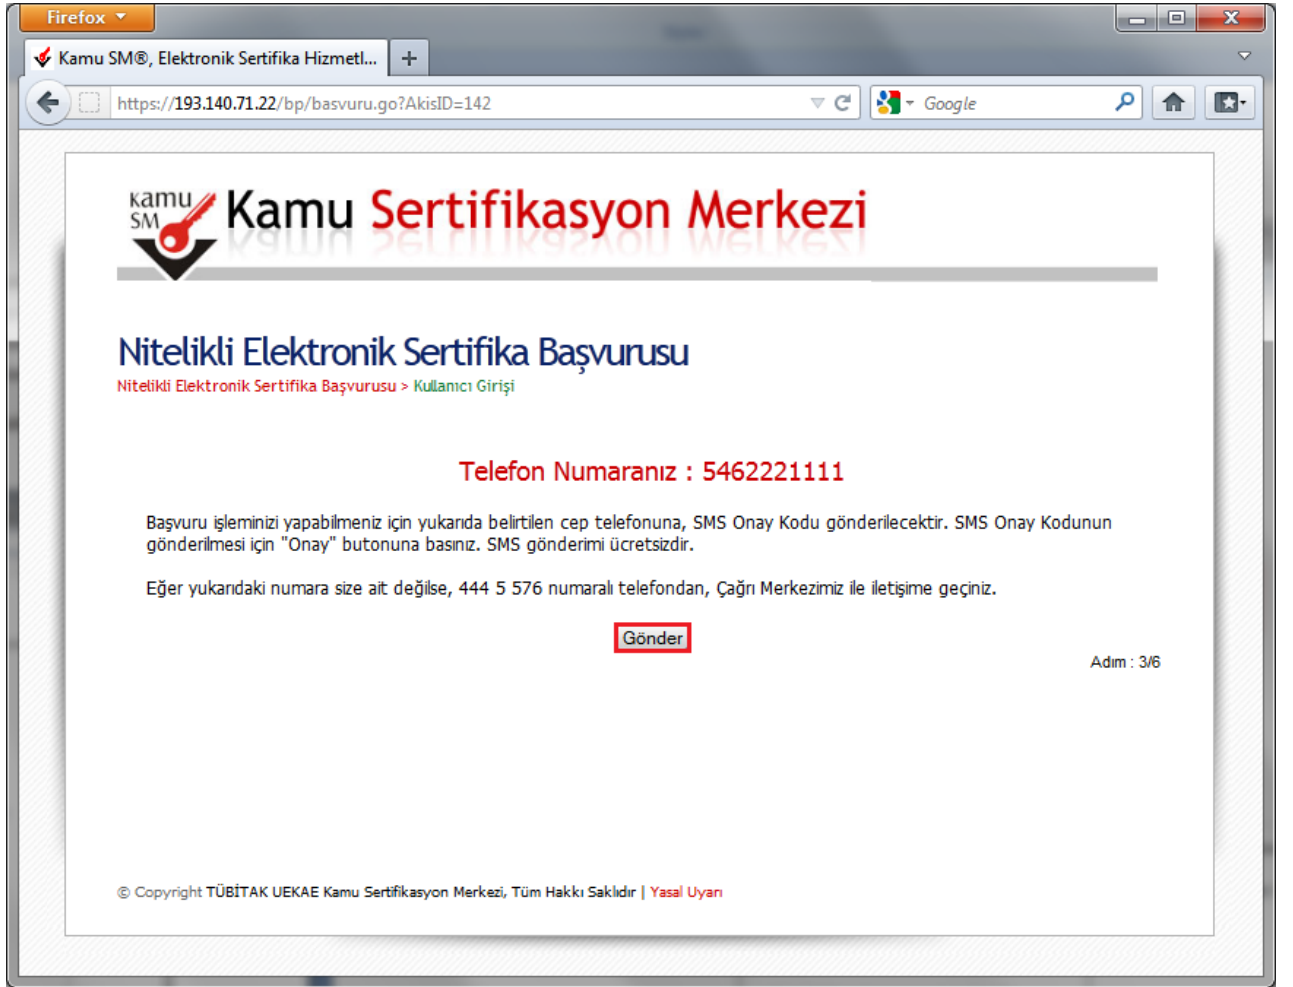 Firefox
Kamu SM®, Elektronik Sertifika Hizmetl...
https://193.140.71.22/bp/basvuru.go?AkisID=142
Google
kamu
SM
Kamu Sertifikasyon Merkezi
Nitelikli Elektronik Sertifika Başvurusu
Nitelikli Elektronik Sertifika Başvurusu > Kullanıcı Girişi
Telefon Numaranız : 5462221111
Başvuru işleminizi yapabilmeniz için yukarıda belirtilen cep telefonuna, SMS Onay Kodu gönderilecektir. SMS Onay Kodunun
gönderilmesi için "Onay" butonuna basınız. SMS gönderimi ücretsizdir.
Eğer yukarıdaki numara size ait değilse, 444 5 576 numaralı telefondan, Çağrı Merkezimiz ile iletişime geçiniz.
Gönder
Adım : 3/6
© Copyright TÜBİTAK UEKAE Kamu Sertifikasyon Merkezi, Tüm Hakkı Saklıdır | Yasal Uyarı